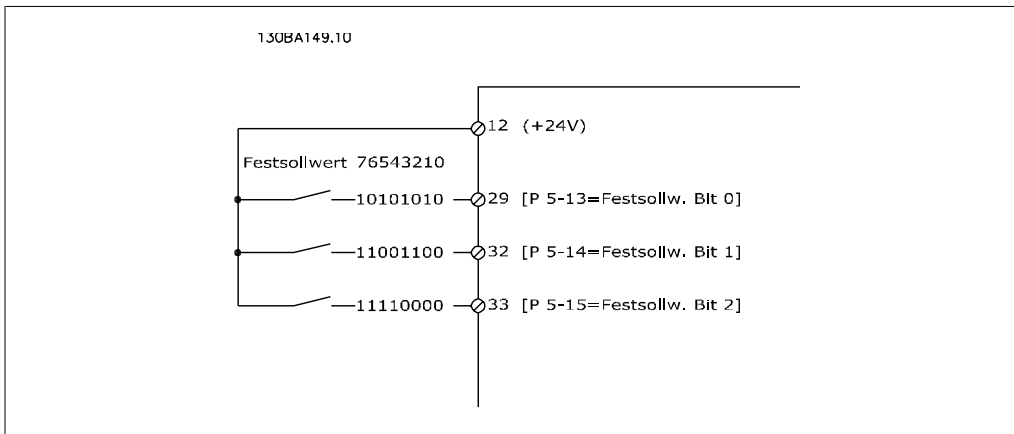 130BA149.10
12 (+24V)
Festsollwert 76543210
10101010 29 [P 5-13=Festsollw. Bit 0]
11001100 32 [P 5-14=Festsollw. Bit 1]
11110000 33 [P 5-15=Festsollw. Bit 2]